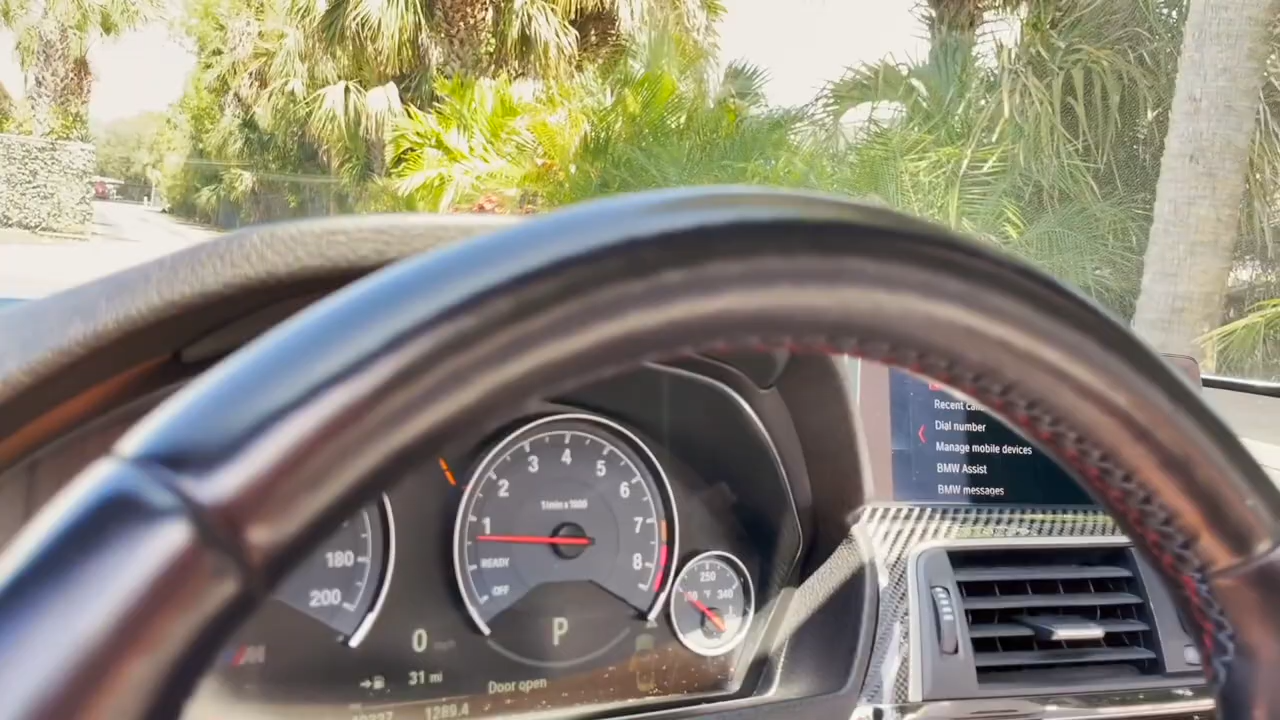 Recent
Dial number
Manage mobile devices
BMW Assist
BMW messages
4
3
5
2
6
1/min x 1000
1
7
READY
8
OFF
180
200
250
°F
340
P
0
31 mi
Door open
1289.4